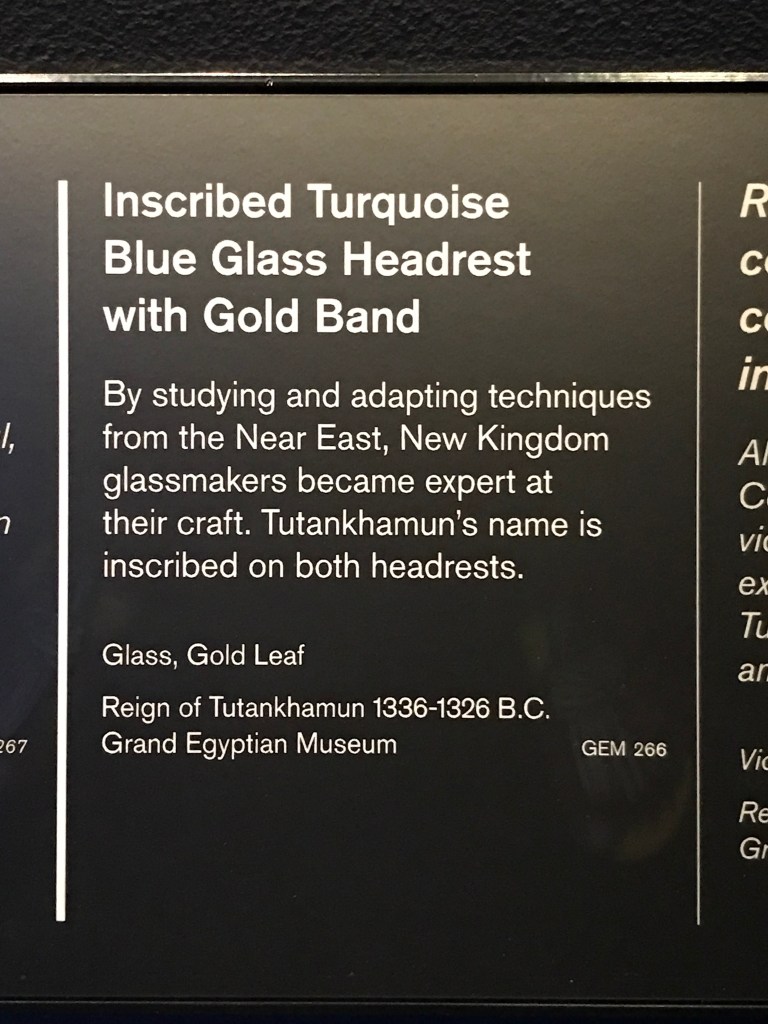 Inscribed Turquoise
Blue Glass Headrest
with Gold Band
By studying and adapting techniques
from the Near East, New Kingdom
glassmakers became expert at
their craft. Tutankhamun's name is
inscribed on both headrests.
Glass, Gold Leaf
Reign of Tutankhamun 1336-1326 B.C.
Grand Egyptian Museum
GEM 266